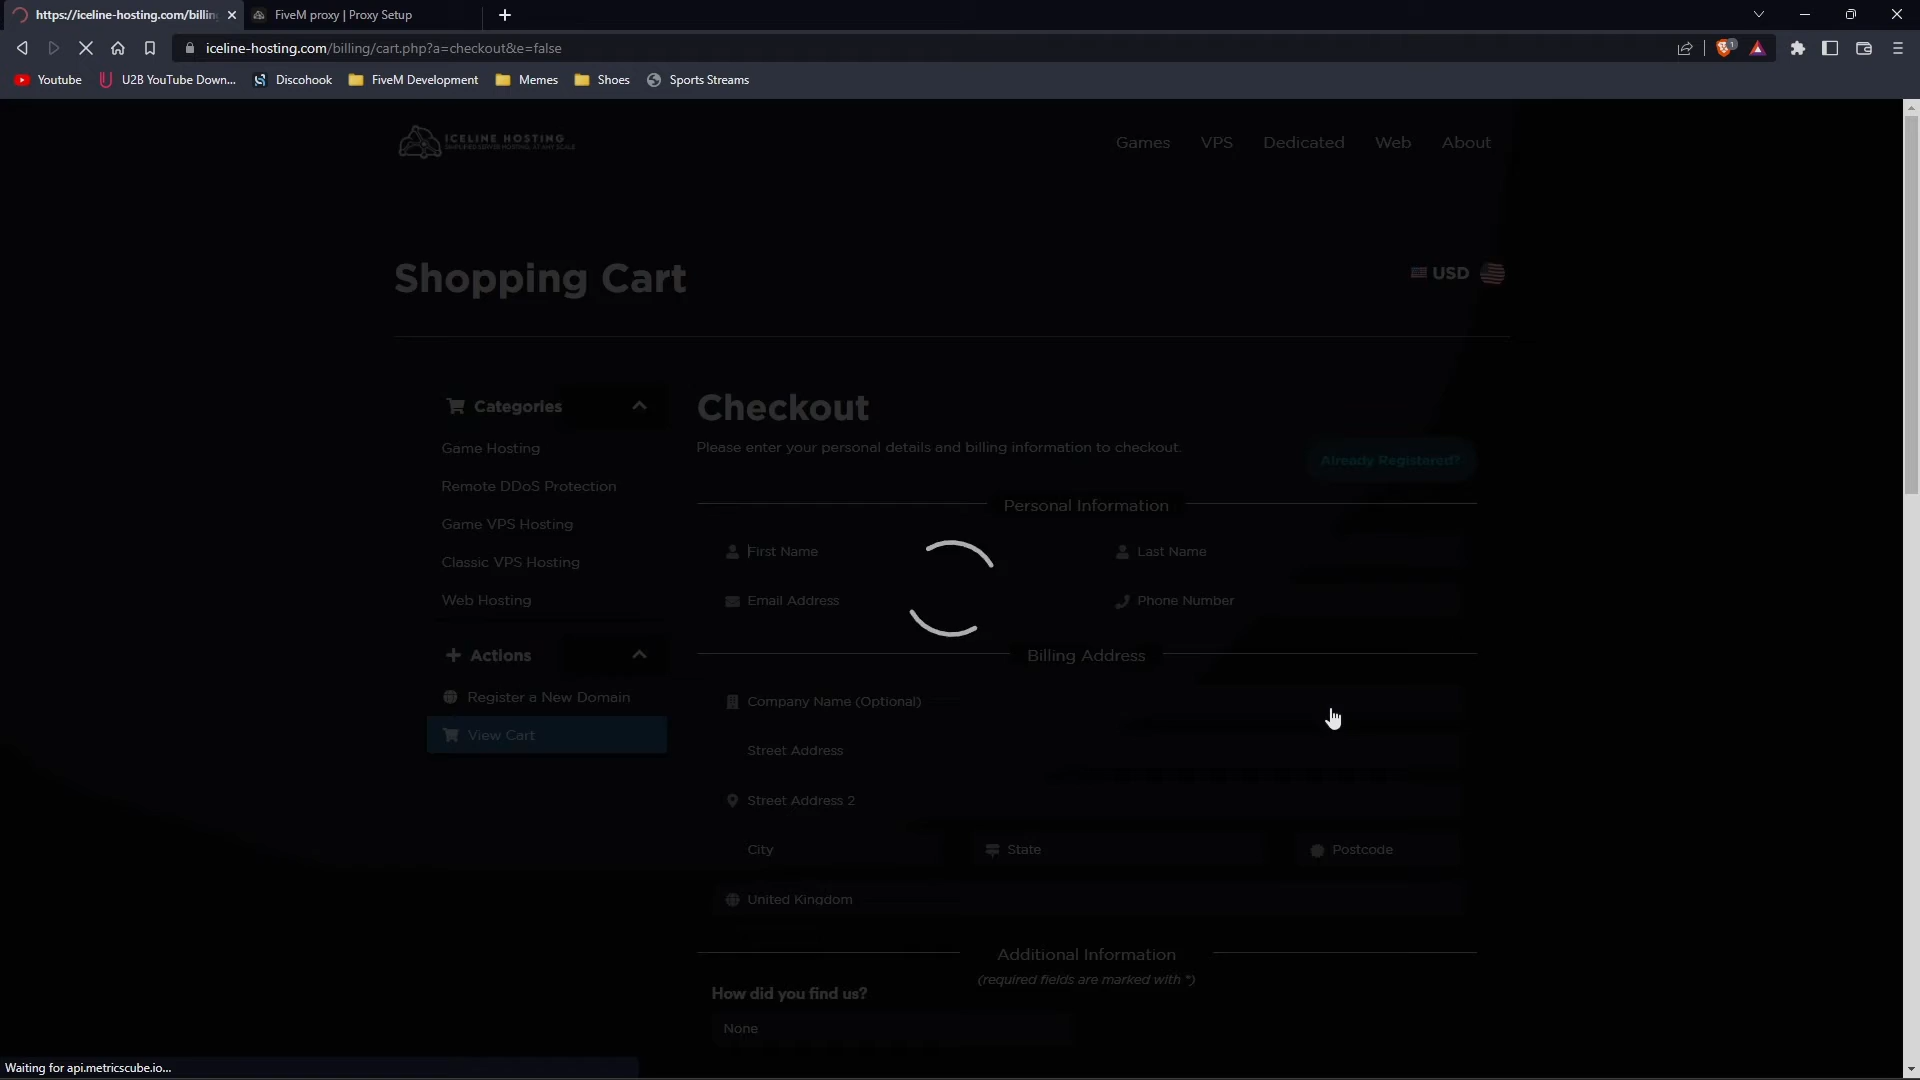 https://iceline-hosting.com/billin
FiveM proxy | Proxy Setup
iceline-hosting.com/billing/cart.php?a=checkout&e=false
Youtube
U2B YouTube Down...
Discohook
FiveM Development
Memes
Shoes
Sports Streams
ICELINE HOSTING
SIMPLIFIED SERVER HOSTING, AT ANY SCALE
Games
VPS
Dedicated
Web
About
Shopping Cart
USD
Categories
Game Hosting
Remote DDoS Protection
Game VPS Hosting
Classic VPS Hosting
Web Hosting
Actions
Register a New Domain
View Cart
Checkout
Please enter your personal details and billing information to checkout.
Already Registered?
Personal Information
First Name
Last Name
Email Address
Phone Number
Billing Address
Company Name (Optional)
Street Address
Street Address 2
City
State
Postcode
United Kingdom
Additional Information
(required fields are marked with *)
How did you find us?
None
Waiting for api.metricscube.io...